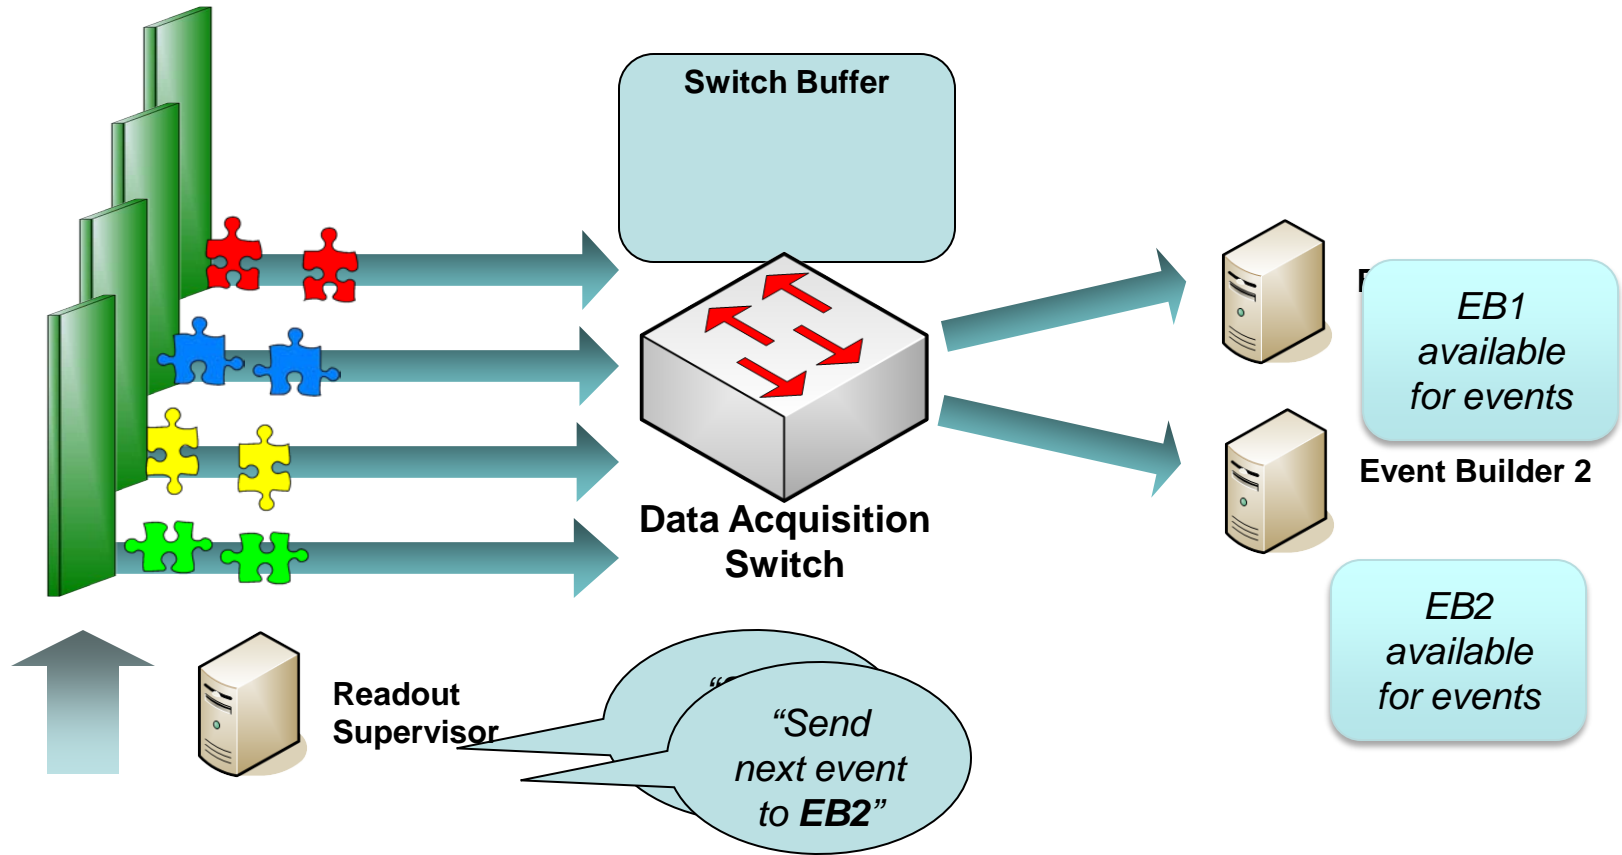 Switch Buffer
EB1
available
for events
Event Builder 2
Data Acquisition
Switch
EB2
available
for events
Readout
Supervisor
“Send
next event
to EB2”